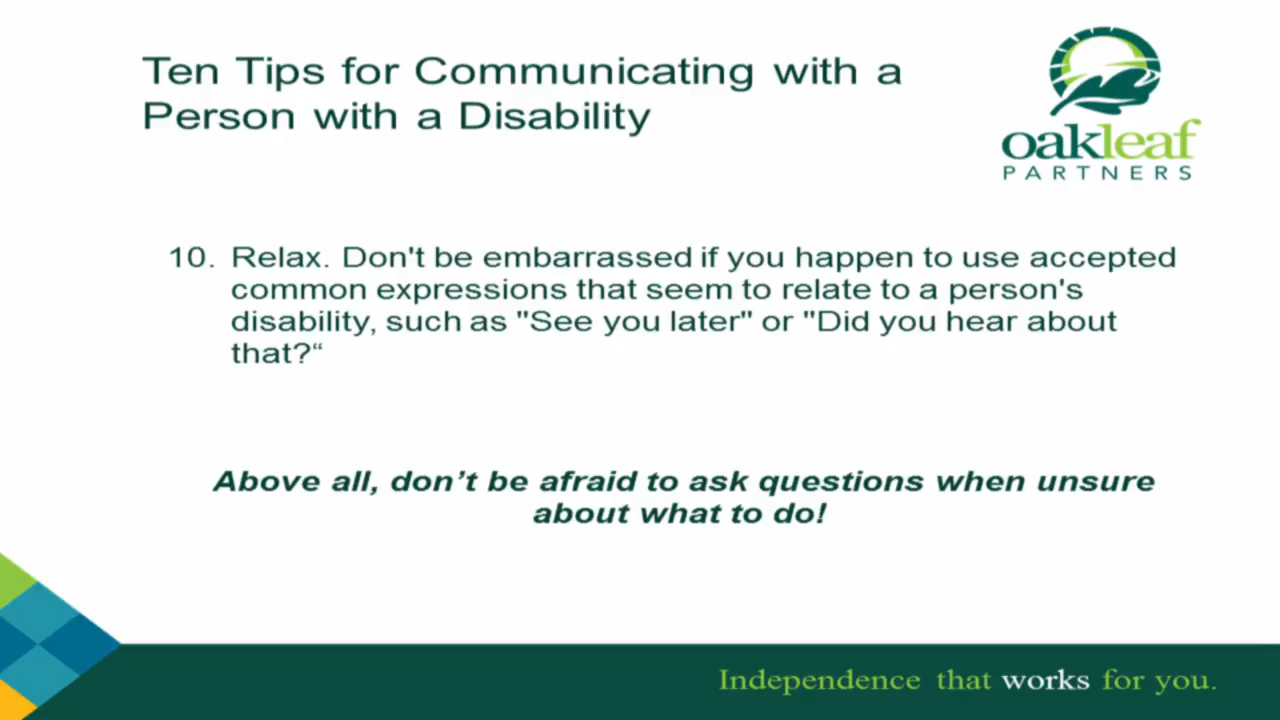 Ten Tips for Communicating with a
Person with a Disability
oakleaf
PARTNERS
10. Relax. Don't be embarrassed if you happen to use accepted
common expressions that seem to relate to a person's
disability, such as "See you later" or "Did you hear about
that?“
Above all, don’t be afraid to ask questions when unsure
about what to do!
Independence that works for you.